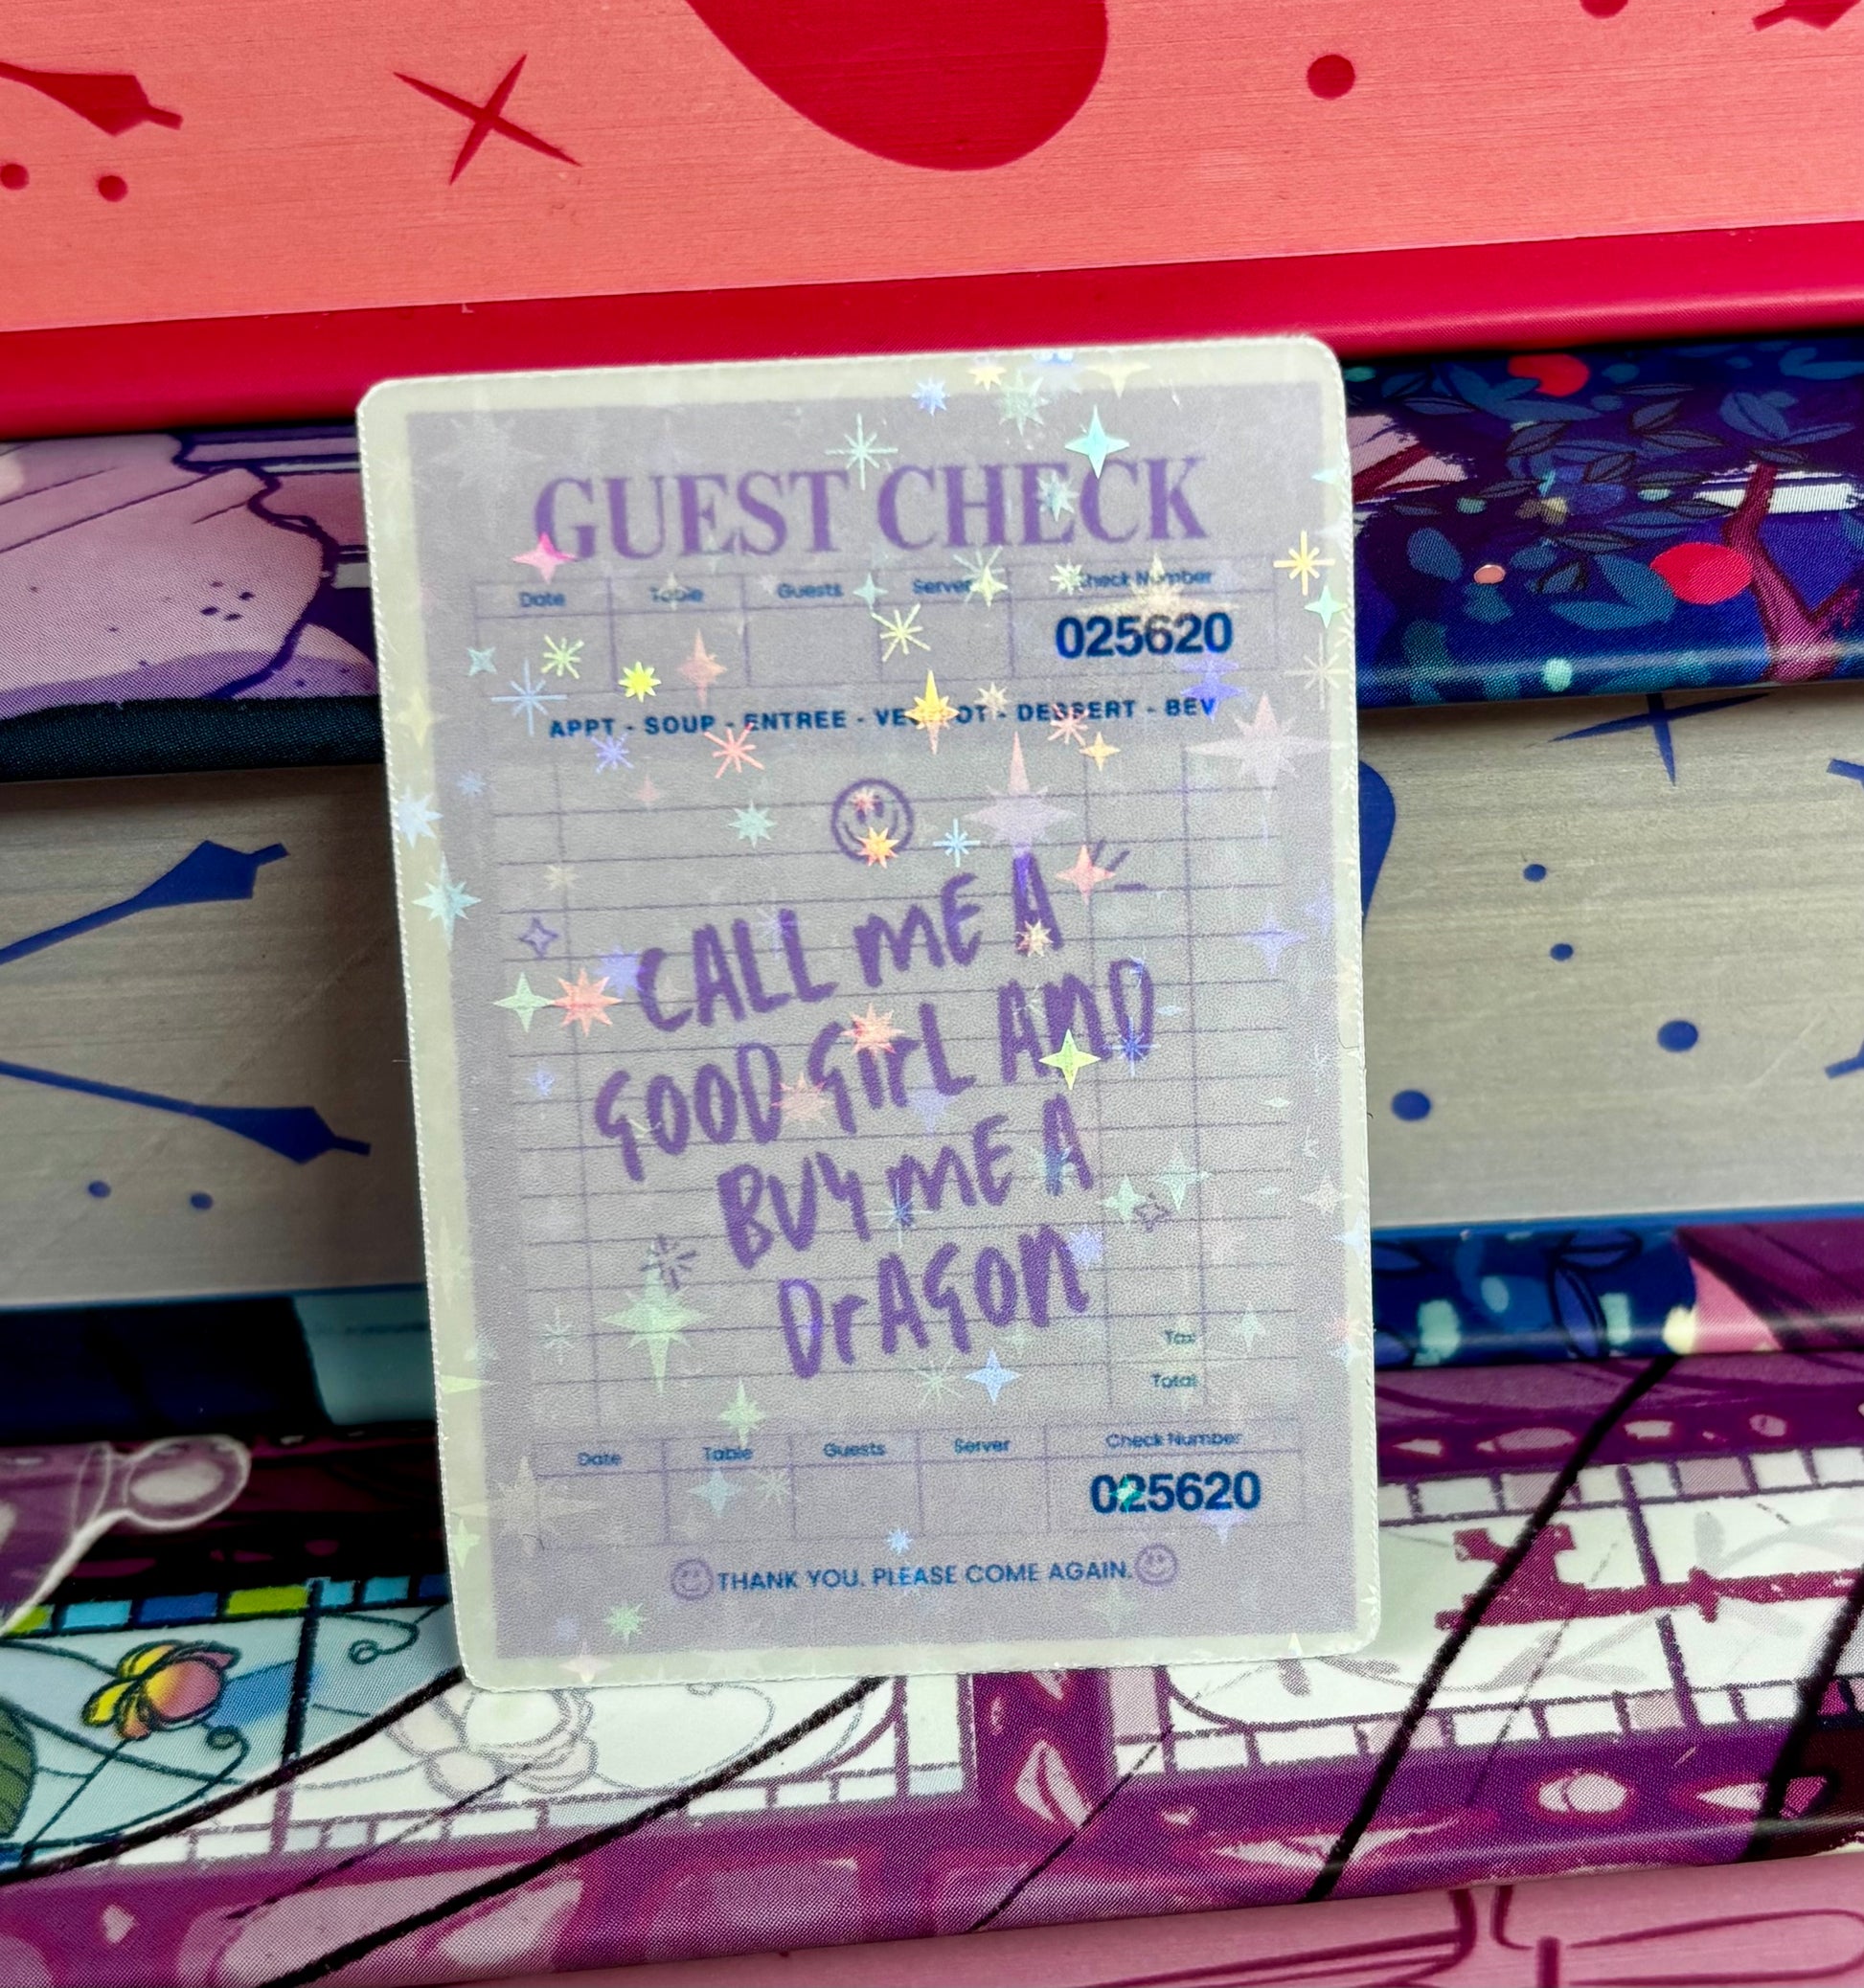 GUEST CHECK
Date Table Guests Server Check Number
025620
APPT - SOUP - ENTREE - VEG/POT - DESSERT - BEV
CALL ME A
GOOD GIRL AND
BUY ME A
DRAGON
Tax
Total
Date Table Guests Server Check Number
025620
THANK YOU. PLEASE COME AGAIN.